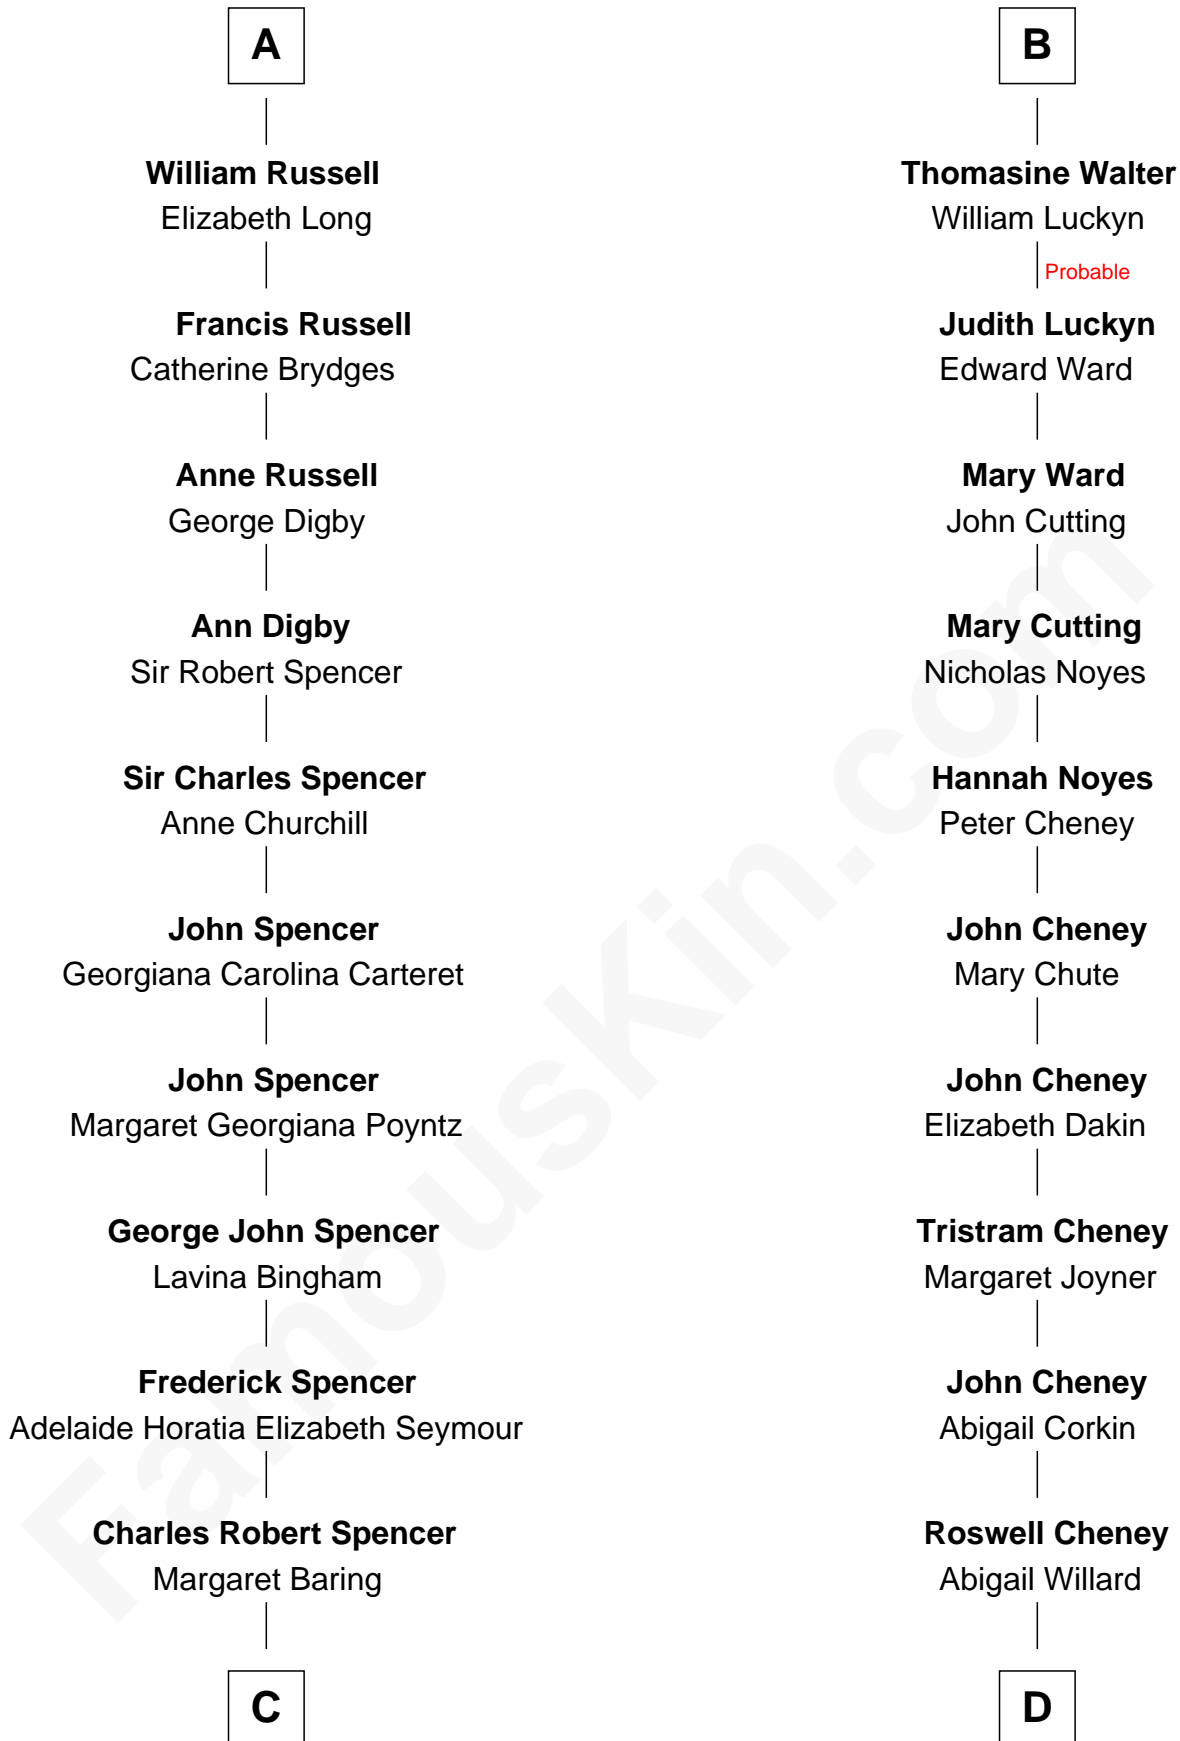 A
William Russell
Elizabeth Long
Francis Russell
Catherine Brydges
Anne Russell
George Digby
Ann Digby
Sir Robert Spencer
Sir Charles Spencer
Anne Churchill
John Spencer
Georgiana Carolina Carteret
John Spencer
Margaret Georgiana Poyntz
George John Spencer
Lavina Bingham
Frederick Spencer
Adelaide Horatia Elizabeth Seymour
Charles Robert Spencer
Margaret Baring
C
B
Thomasine Walter
William Luckyn
Probable
Judith Luckyn
Edward Ward
Mary Ward
John Cutting
Mary Cutting
Nicholas Noyes
Hannah Noyes
Peter Cheney
John Cheney
Mary Chute
John Cheney
Elizabeth Dakin
Tristram Cheney
Margaret Joyner
John Cheney
Abigail Corkin
Roswell Cheney
Abigail Willard
D
FamousKin.com